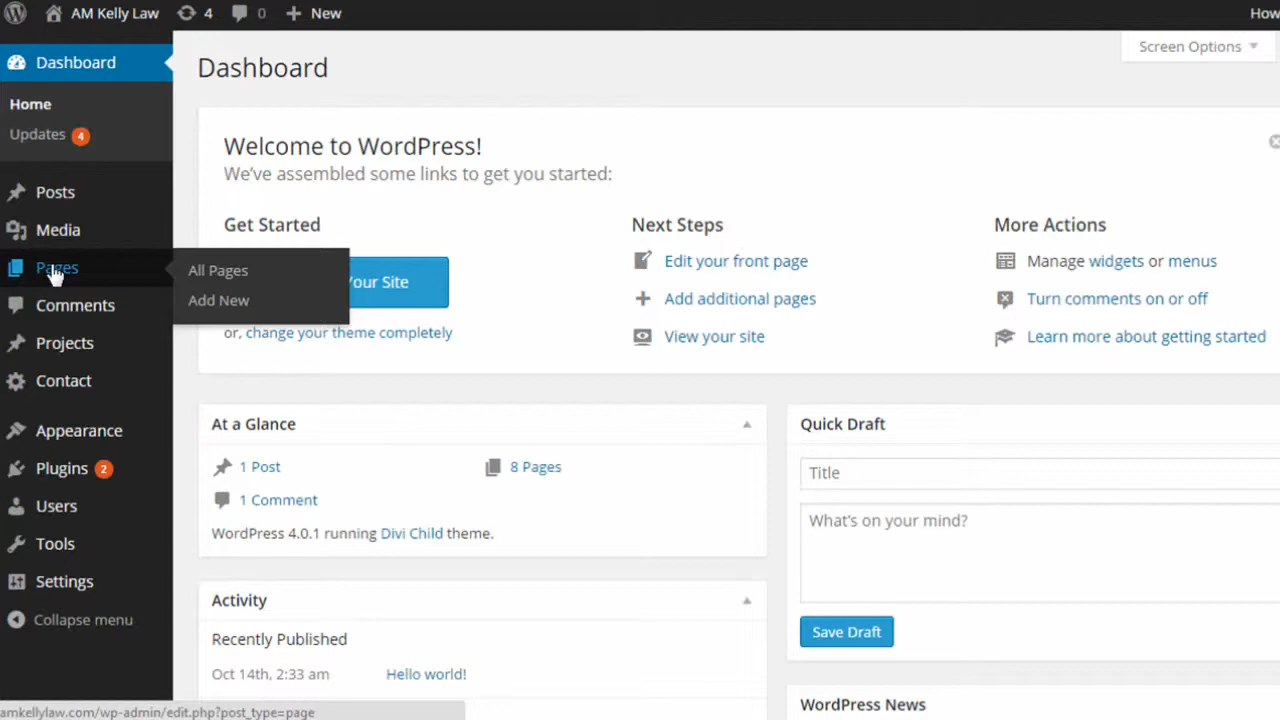 AM Kelly Law 4 0 New How
Dashboard
Home
Updates 4
Posts
Media
Pages
All Pages
Add New
Comments
Projects
Contact
Appearance
Plugins 2
Users
Tools
Settings
Collapse menu
Screen Options
Dashboard
Welcome to WordPress!
We've assembled some links to get you started:
Get Started
our Site
or, change your theme completely
Next Steps
Edit your front page
Add additional pages
View your site
More Actions
Manage widgets or menus
Turn comments on or off
Learn more about getting started
At a Glance
1 Post 8 Pages
1 Comment
WordPress 4.0.1 running Divi Child theme.
Activity
Recently Published
Oct 14th, 2:33 am Hello world!
Quick Draft
Title
What's on your mind?
Save Draft
WordPress News
amkellylaw.com/wp-admin/edit.php?post_type=page